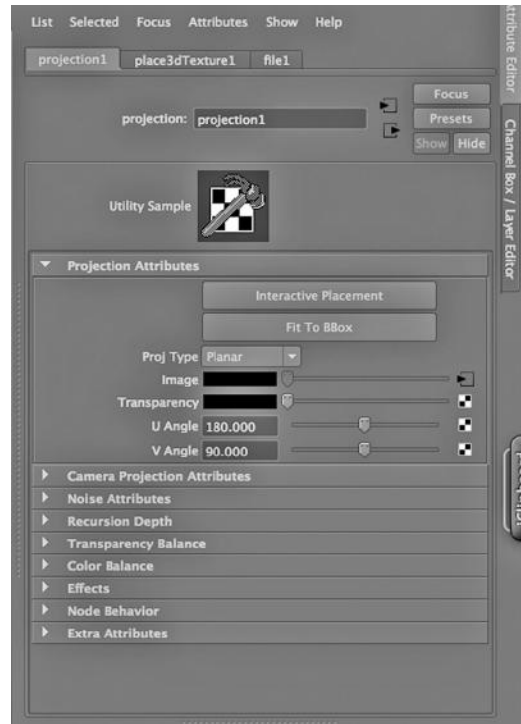 List Selected Focus Attributes Show Help
projection1 place3dTexture1 file1
Focus
projection: projection1
Presets
Show Hide
Utility Sample
Projection Attributes
Interactive Placement
Fit To BBox
Proj Type Planar
Image
Transparency
U Angle 180.000
V Angle 90.000
Camera Projection Attributes
Noise Attributes
Recursion Depth
Transparency Balance
Color Balance
Effects
Node Behavior
Extra Attributes
Attribute Editor
Channel Box / Layer Editor